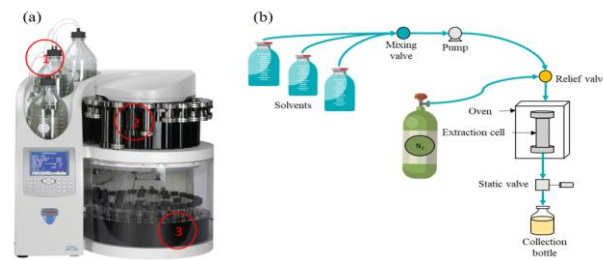 (a)
1
2
3
(b)
Mixing
valve
Pump
Solvents
Relief valve
Oven
Extraction cell
N₂
Static valve
Collection
bottle